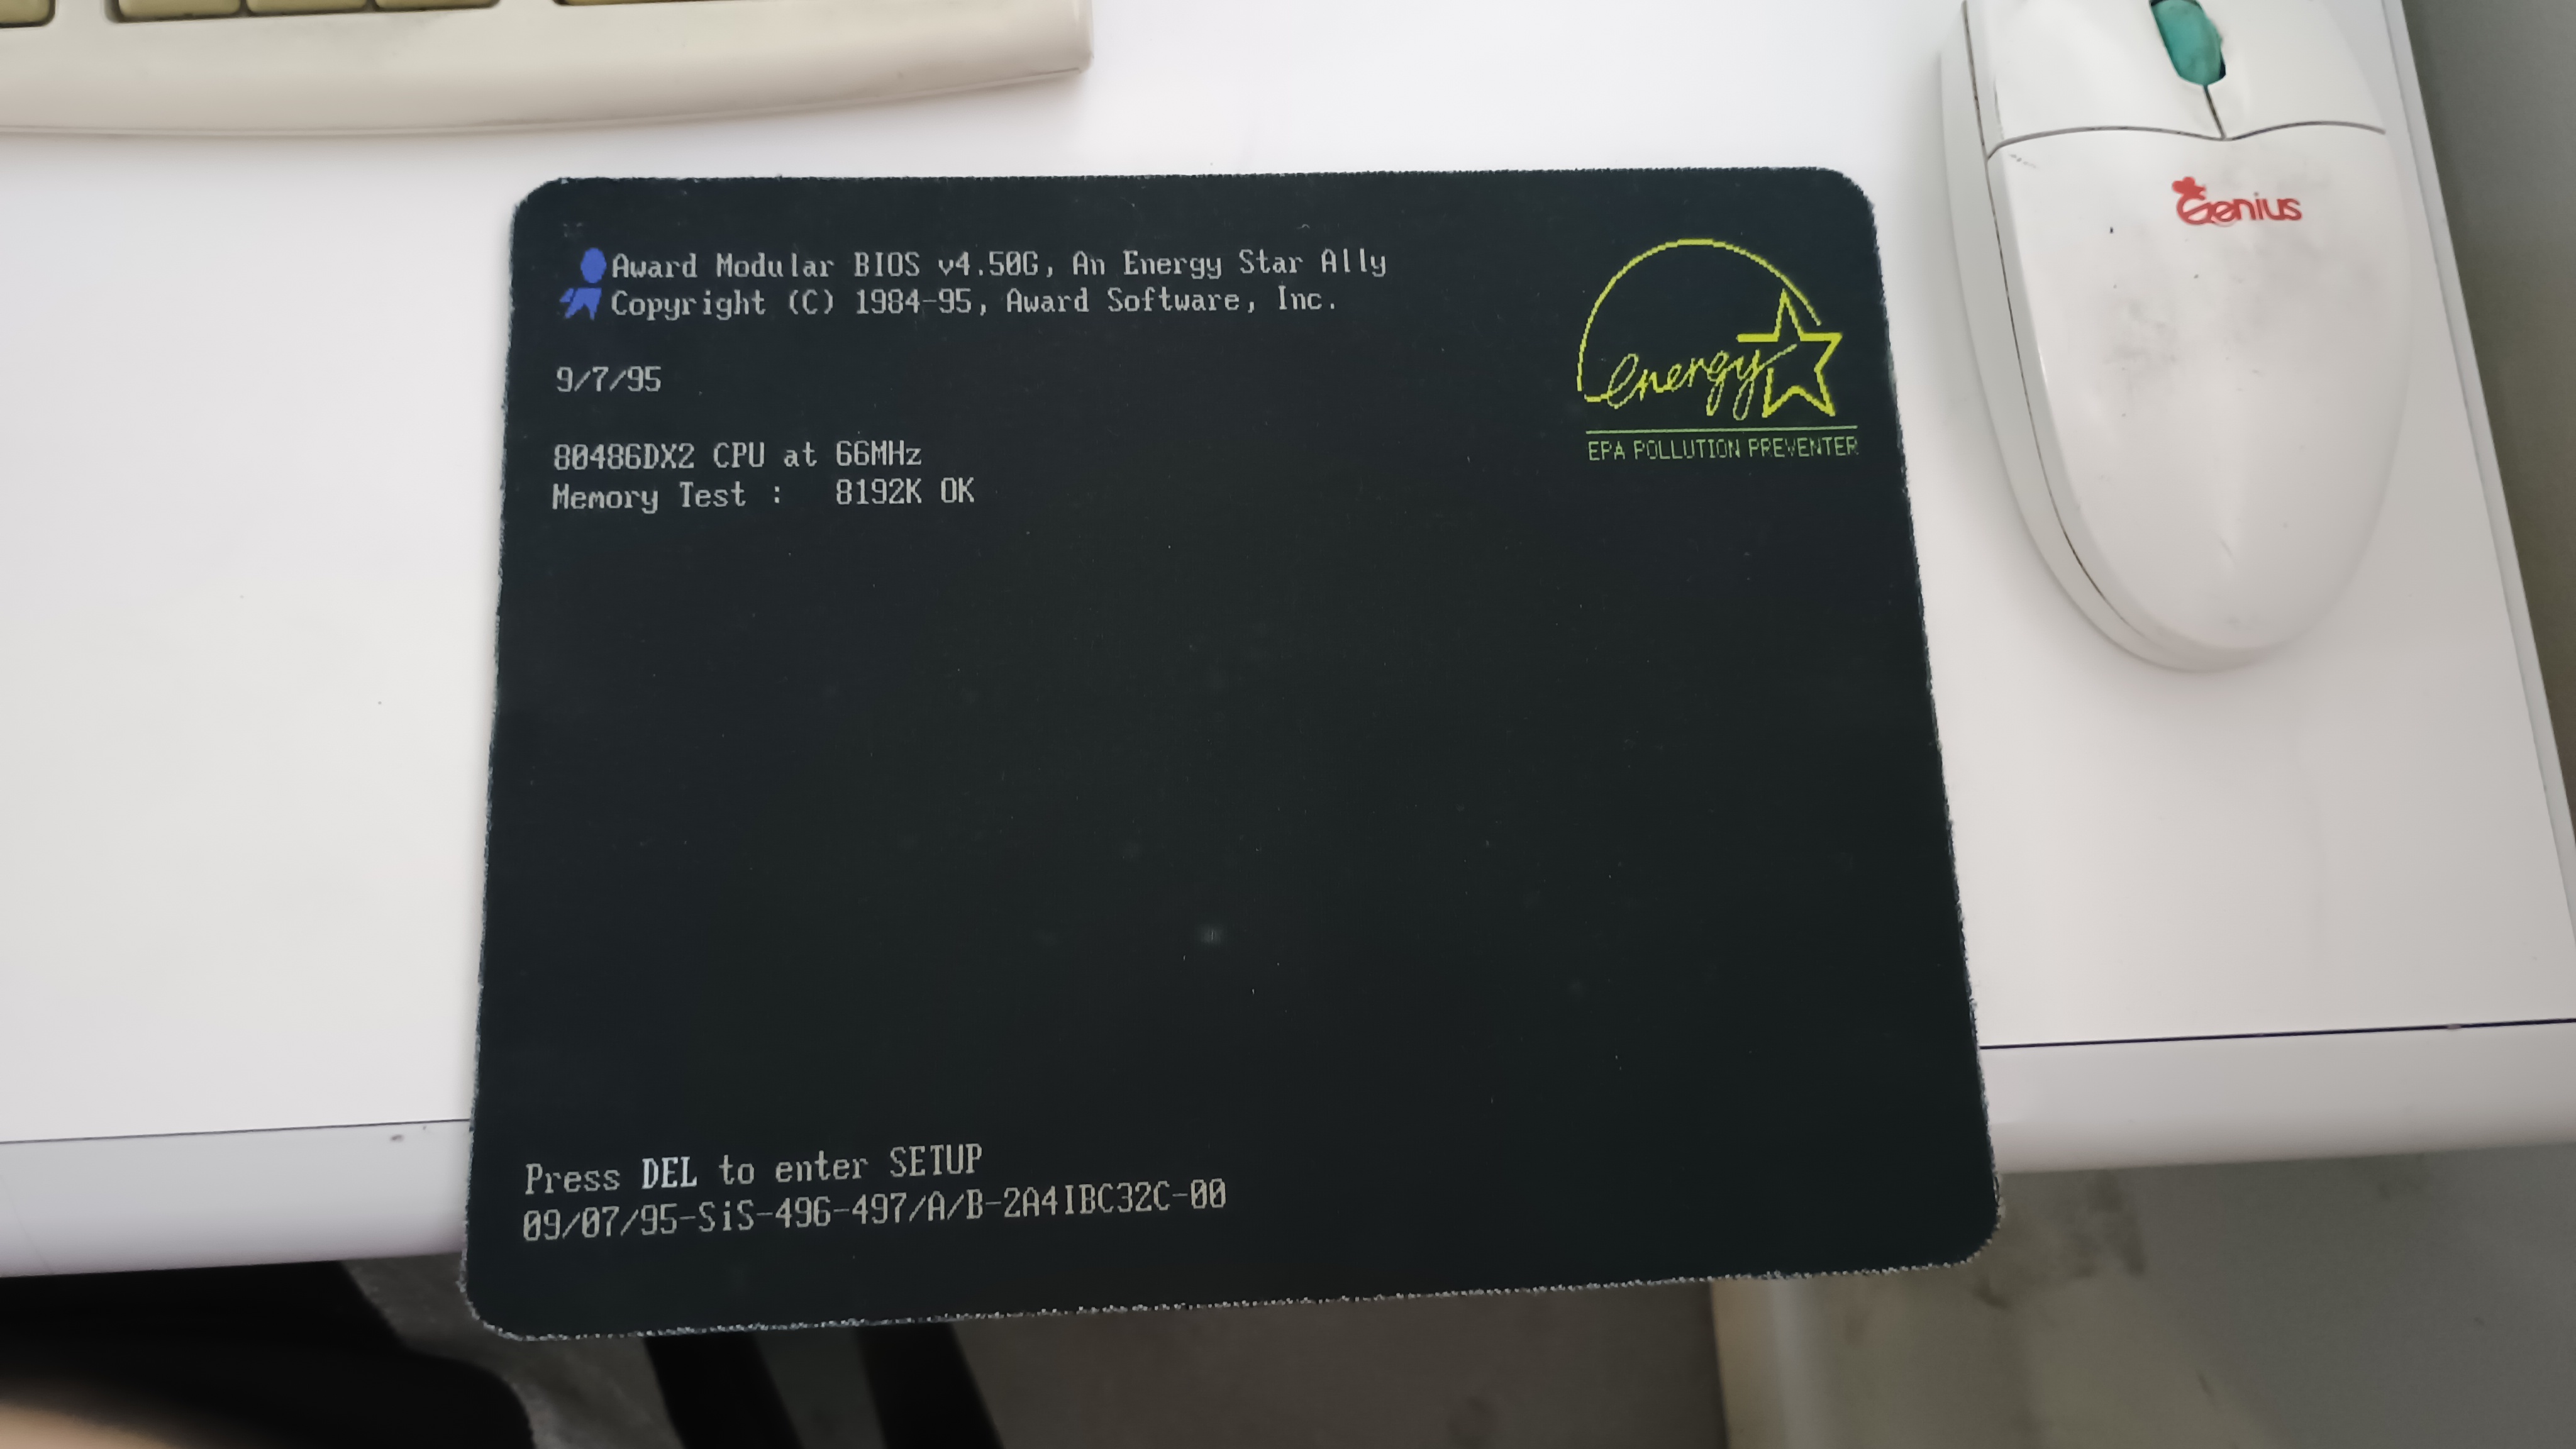 Award Modular BIOS v4.50G, An Energy Star Ally
Copyright (C) 1984-95, Award Software, Inc.
9/7/95
energy
EPA POLLUTION PREVENTER
80486DX2 CPU at 66MHz
Memory Test :   8192K OK
Press DEL to enter SETUP
09/07/95-SiS-496-497/A/B-2A4IBC32C-00
Genius